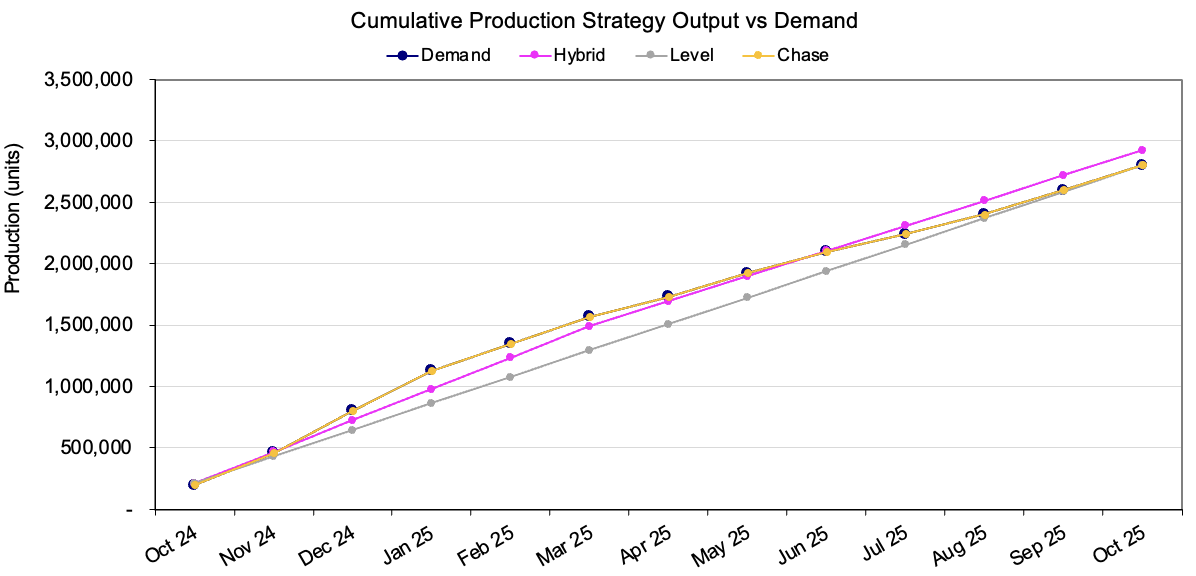 Cumulative Production Strategy Output vs Demand
Demand Hybrid Level Chase
Production (units)
3,500,000
3,000,000
2,500,000
2,000,000
1,500,000
1,000,000
500,000
-
Oct 24 Nov 24 Dec 24 Jan 25 Feb 25 Mar 25 Apr 25 May 25 Jun 25 Jul 25 Aug 25 Sep 25 Oct 25